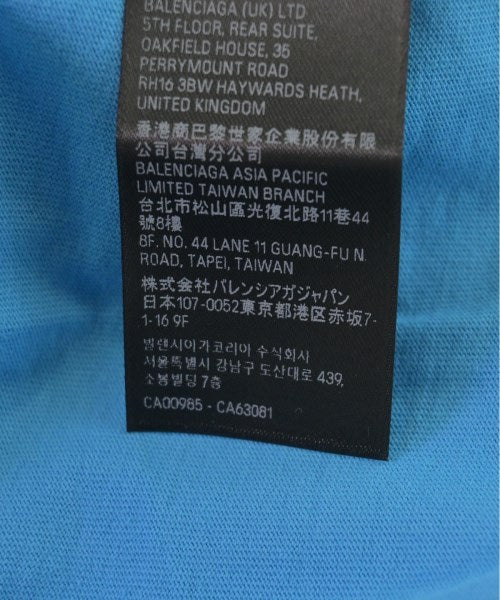 BALENCIAGA (UK) LTD
5TH FLOOR, REAR SUITE,
OAKFIELD HOUSE, 35
PERRYMOUNT ROAD
RH16 3BW HAYWARDS HEATH,
UNITED KINGDOM
香港商巴黎世家企業股份有限
公司台灣分公司
BALENCIAGA ASIA PACIFIC
LIMITED TAIWAN BRANCH
台北市松山區光復北路11巷44
號8樓
8F. NO. 44 LANE 11 GUANG-FU N.
ROAD, TAPEI, TAIWAN
株式会社バレンシアガジャパン
日本107-0052東京都港区赤坂7-
1-16 9F
발렌시아가코리아 수식회사
서울특별시 강남구 도산대로 439,
소봉빌딩 7층
CA00985 - CA63081